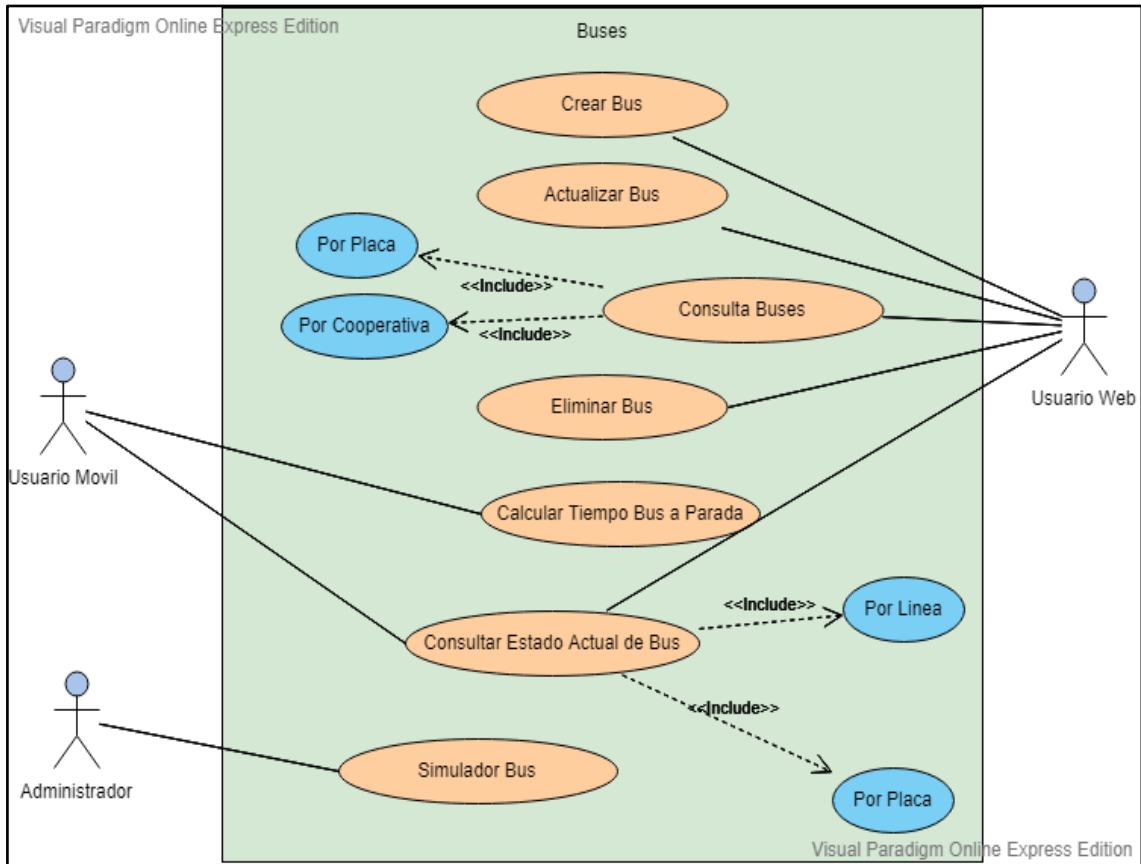 Visual Paradigm Online Express Edition
Buses
Crear Bus
Actualizar Bus
Por Placa
<<Include>>
Consulta Buses
Por Cooperativa
<<Include>>
Usuario Web
Eliminar Bus
Usuario Movil
Calcular Tiempo Bus a Parada
<<Include>>
Por Linea
Consultar Estado Actual de Bus
<<Include>>
Simulador Bus
Administrador
Por Placa
Visual Paradigm Online Express Edition